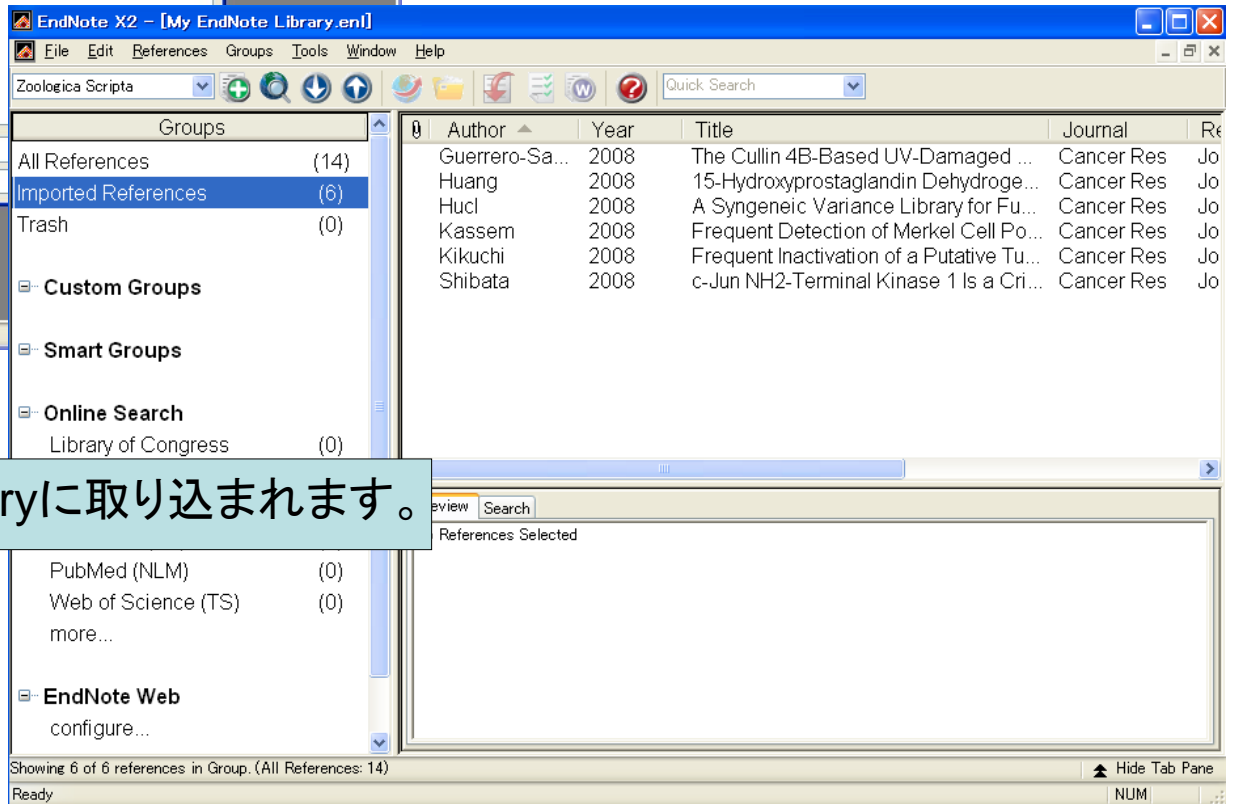 EndNote X2 - [My EndNote Library.enl]
File Edit References Groups Tools Window Help
Zoologica Scripta Quick Search
Groups
All References (14)
Imported References (6)
Trash (0)
Custom Groups
Smart Groups
Online Search
Library of Congress (0)
ryに取り込まれます。
PubMed (NLM) (0)
Web of Science (TS) (0)
more...
EndNote Web
configure...
Author Year Title Journal Re
Guerrero-Sa... 2008 The Cullin 4B-Based UV-Damaged ... Cancer Res Jo
Huang 2008 15-Hydroxyprostaglandin Dehydroge... Cancer Res Jo
Hucl 2008 A Syngeneic Variance Library for Fu... Cancer Res Jo
Kassem 2008 Frequent Detection of Merkel Cell Po... Cancer Res Jo
Kikuchi 2008 Frequent Inactivation of a Putative Tu... Cancer Res Jo
Shibata 2008 c-Jun NH2-Terminal Kinase 1 Is a Cri... Cancer Res Jo
eview Search
References Selected
Showing 6 of 6 references in Group. (All References: 14) Hide Tab Pane
Ready NUM